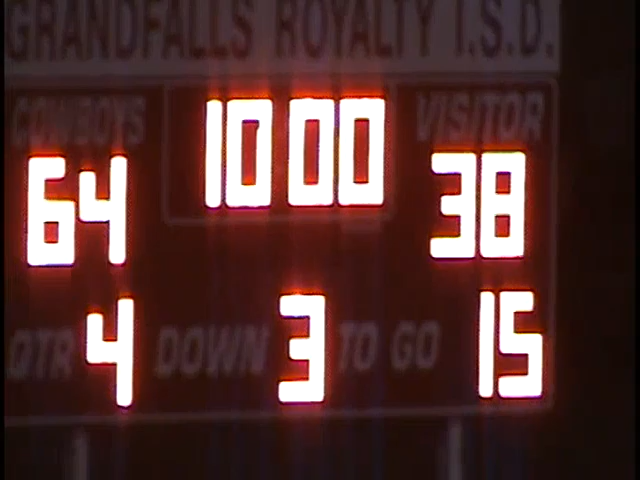 GRANDFALLS ROYALTY I.S.D.
COWBOYS 10 00 VISITOR
64 38
QTR 4 DOWN 3 TO GO 15